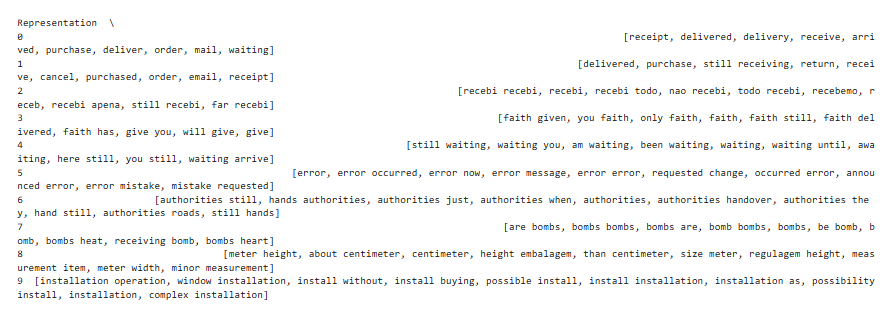 Representation \
0 [receipt, delivered, delivery, receive, arri
ved, purchase, deliver, order, mail, waiting]
1 [delivered, purchase, still receiving, return, recei
ve, cancel, purchased, order, email, receipt]
2 [recebi recebi, recebi, recebi todo, nao recebi, todo recebi, recebemo, r
eceb, recebi apena, still recebi, far recebi]
3 [faith given, you faith, only faith, faith, faith still, faith del
ivered, faith has, give you, will give, give]
4 [still waiting, waiting you, am waiting, been waiting, waiting, waiting until, awa
iting, here still, you still, waiting arrive]
5 [error, error occurred, error now, error message, error error, requested change, occurred error, annou
nced error, error mistake, mistake requested]
6 [authorities still, hands authorities, authorities just, authorities when, authorities, authorities handover, authorities the
y, hand still, authorities roads, still hands]
7 [are bombs, bombs bombs, bombs are, bomb bombs, bombs, be bomb, b
omb, bombs heat, receiving bomb, bombs heart]
8 [meter height, about centimeter, centimeter, height embalagem, than centimeter, size meter, regulagem height, meas
urement item, meter width, minor measurement]
9 [installation operation, window installation, install without, install buying, possible install, install installation, installation as, possibility
install, installation, complex installation]